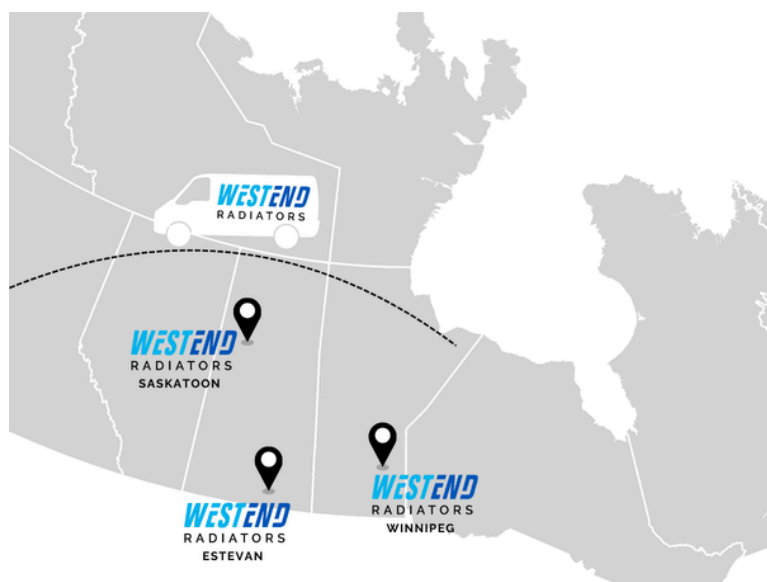 WESTEND
RADIATORS
WESTEND
RADIATORS
SASKATOON
WESTEND
RADIATORS
WINNIPEG
WESTEND
RADIATORS
ESTEVAN